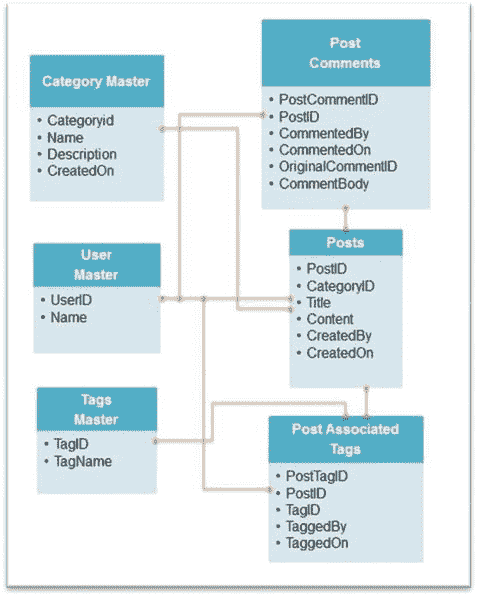 Category Master
Categoryid
Name
Description
CreatedOn
Post
Comments
PostCommentID
PostID
CommentedBy
CommentedOn
OriginalCommentID
CommentBody
User
Master
UserID
Name
Posts
PostID
CategoryID
Title
Content
CreatedBy
CreatedOn
Tags
Master
TagID
TagName
Post Associated
Tags
PostTagID
PostID
TagID
TaggedBy
TaggedOn